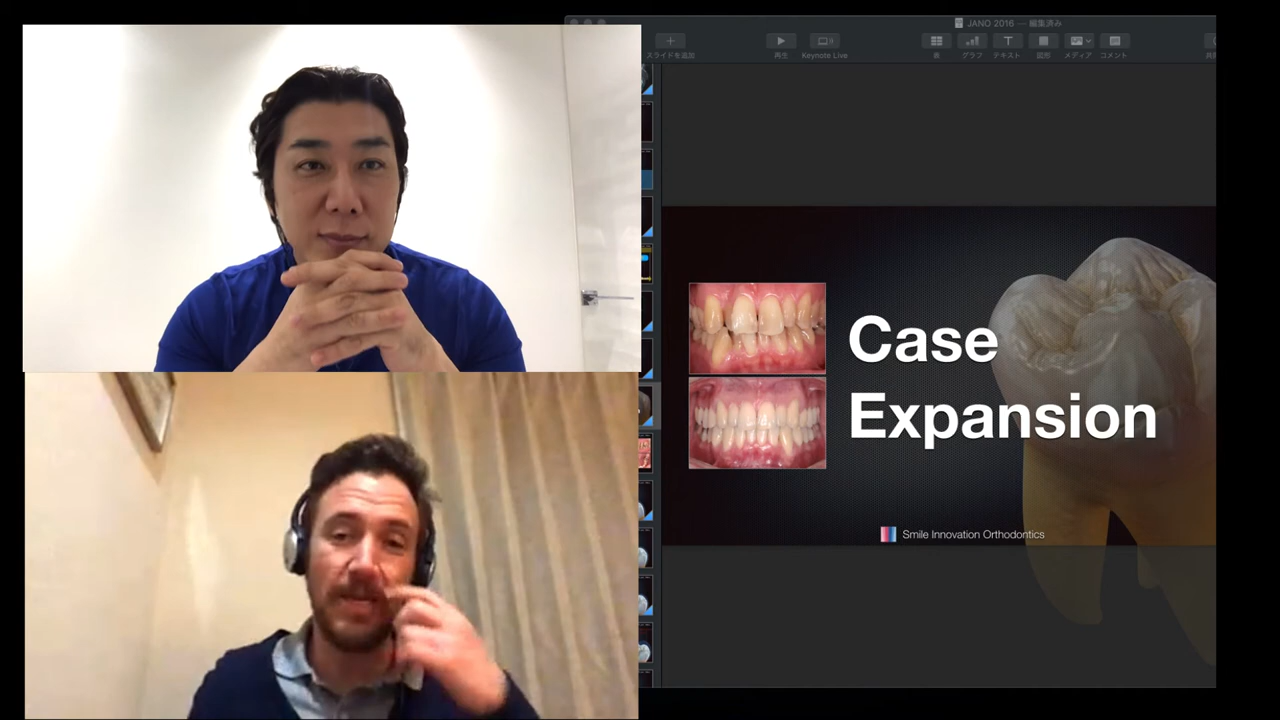 JANO 2016 — 編集済み
スライドを追加
再生
Keynote Live
表
グラフ
テキスト
図形
メディア
コメント
Case
Expansion
Smile Innovation Orthodontics